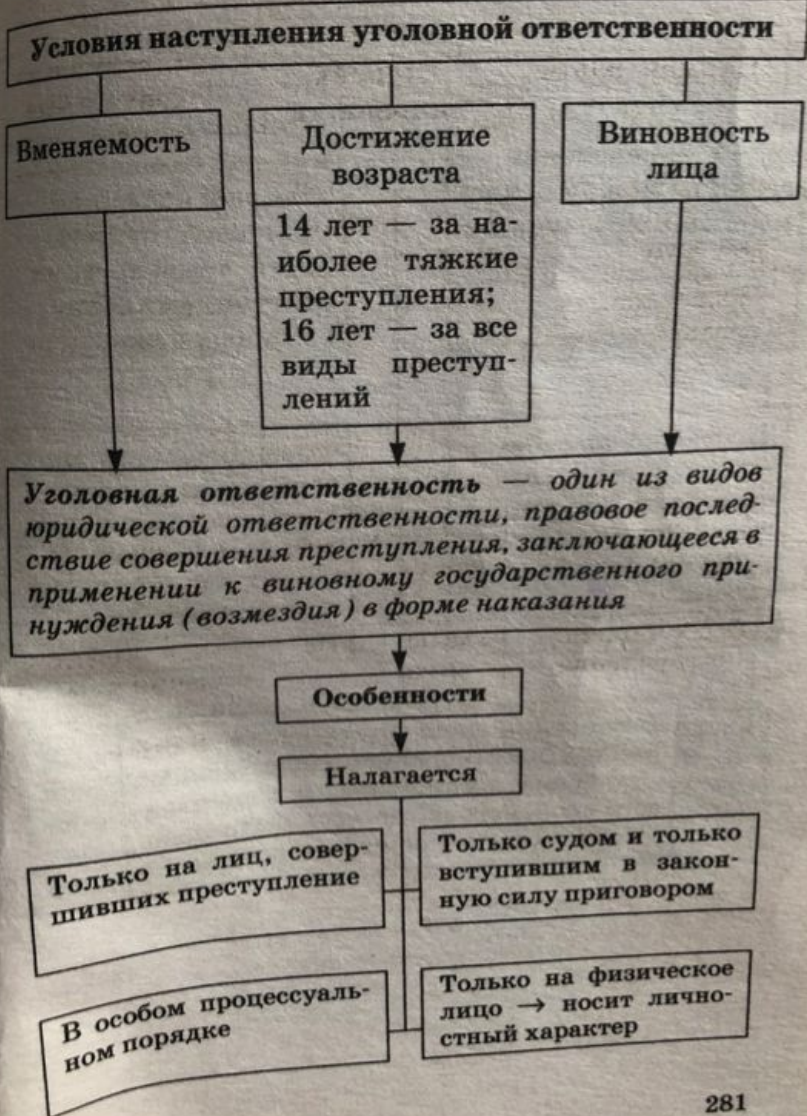 Условия наступления уголовной ответственности
Вменяемость
Достижение
возраста
14 лет — за на-
иболее тяжкие
преступления;
16 лет — за все
виды преступ-
лений
Виновность
лица
Уголовная ответственность — один из видов
юридической ответственности, правовое послед-
ствие совершения преступления, заключающееся в
применении к виновному государственного при-
нуждения (возмездия) в форме наказания
Особенности
Налагается
Только на лиц, совер-
шивших преступление
Только судом и только
вступившим в закон-
ную силу приговором
В особом процессуаль-
ном порядке
Только на физическое
лицо → носит лично-
стный характер
281